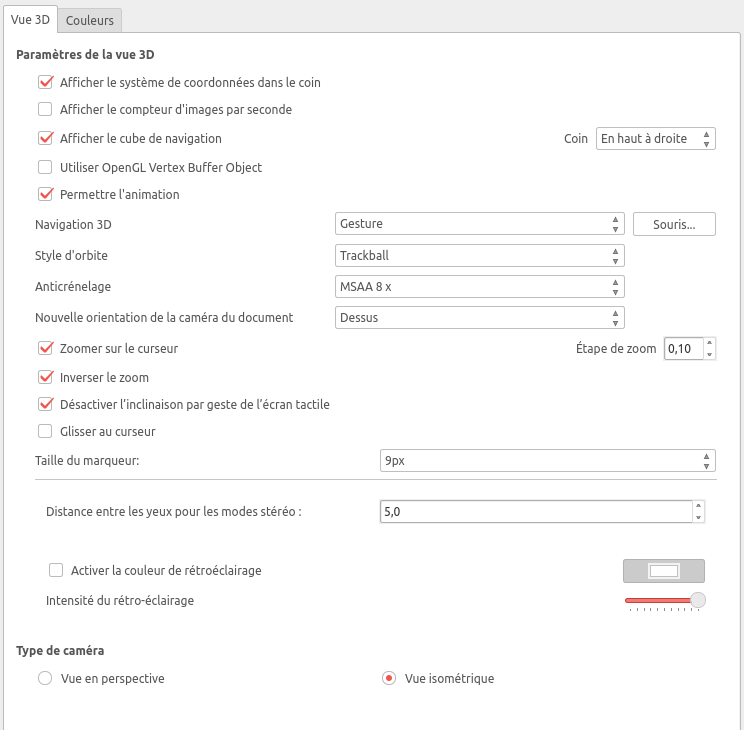 Vue 3D Couleurs
Paramètres de la vue 3D
Afficher le système de coordonnées dans le coin
Afficher le compteur d'images par seconde
Afficher le cube de navigation Coin En haut à droite
Utiliser OpenGL Vertex Buffer Object
Permettre l'animation
Navigation 3D Gesture Souris...
Style d'orbite Trackball
Anticrénelage MSAA 8 x
Nouvelle orientation de la caméra du document Dessus
Zoomer sur le curseur Étape de zoom 0,10
Inverser le zoom
Désactiver l’inclinaison par geste de l’écran tactile
Glisser au curseur
Taille du marqueur: 9px
Distance entre les yeux pour les modes stéréo : 5,0
Activer la couleur de rétroéclairage
Intensité du rétro-éclairage
Type de caméra
Vue en perspective Vue isométrique